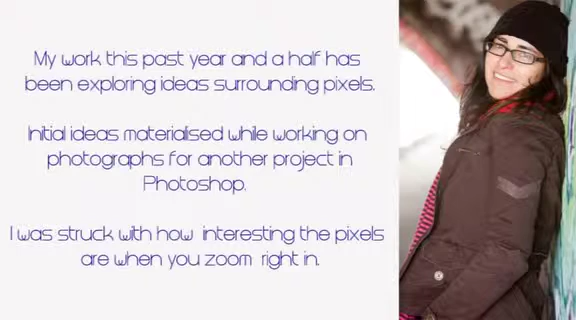 My work this past year and a half has
been exploring ideas surrounding pixels.
Initial ideas materialised while working on
photographs for another project in
Photoshop.
I was struck with how interesting the pixels
are when you zoom right in.